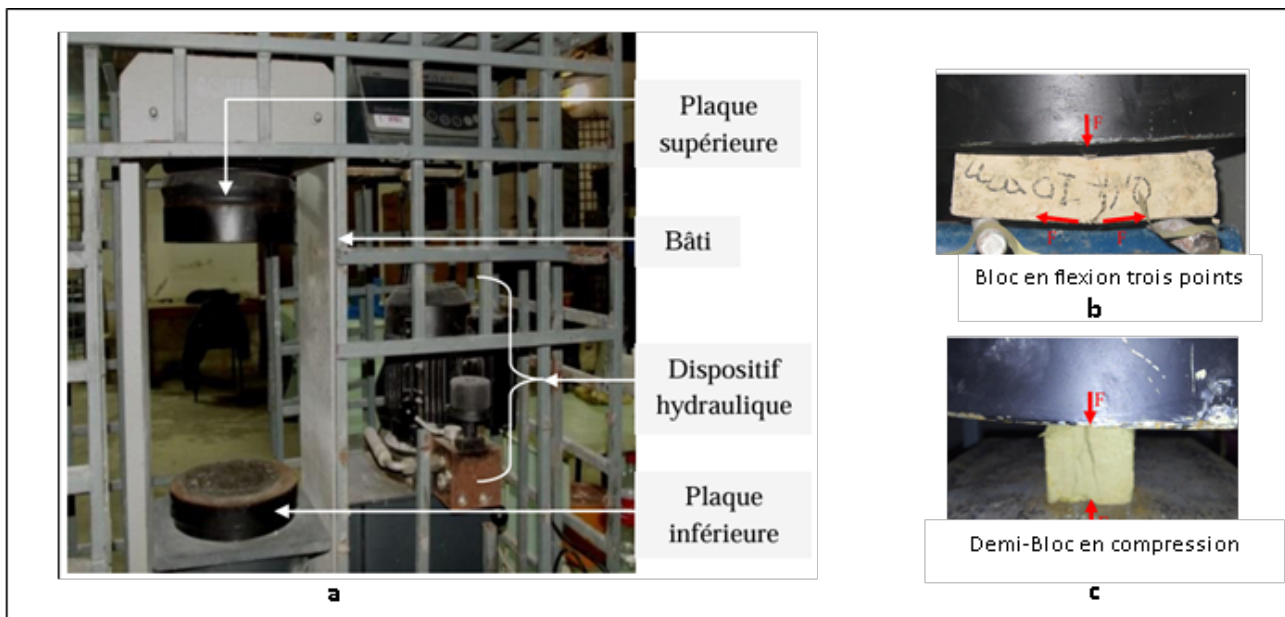 Plaque
supérieure
Bâti
Dispositif
hydraulique
Plaque
inférieure
a
F
F
F
Bloc en flexion trois points
b
F
Demi-Bloc en compression
c